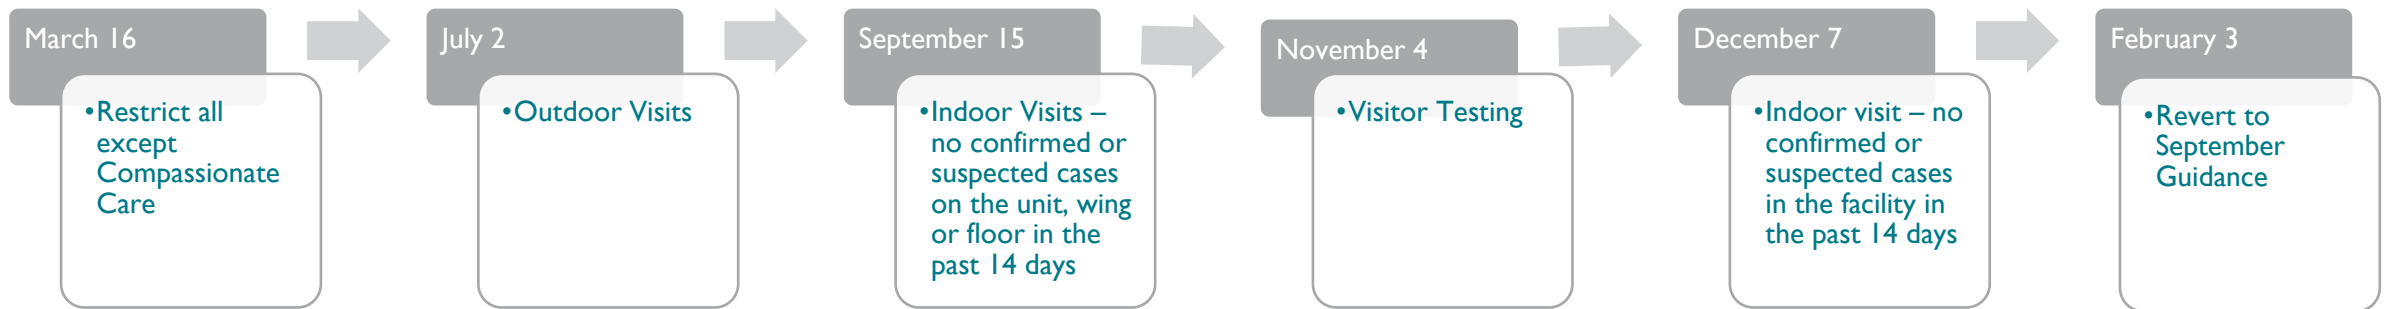 March 16
•Restrict all
except
Compassionate
Care
July 2
•Outdoor Visits
September 15
•Indoor Visits –
no confirmed or
suspected cases
on the unit, wing
or floor in the
past 14 days
November 4
•Visitor Testing
December 7
•Indoor visit – no
confirmed or
suspected cases
in the facility in
the past 14 days
February 3
•Revert to
September
Guidance